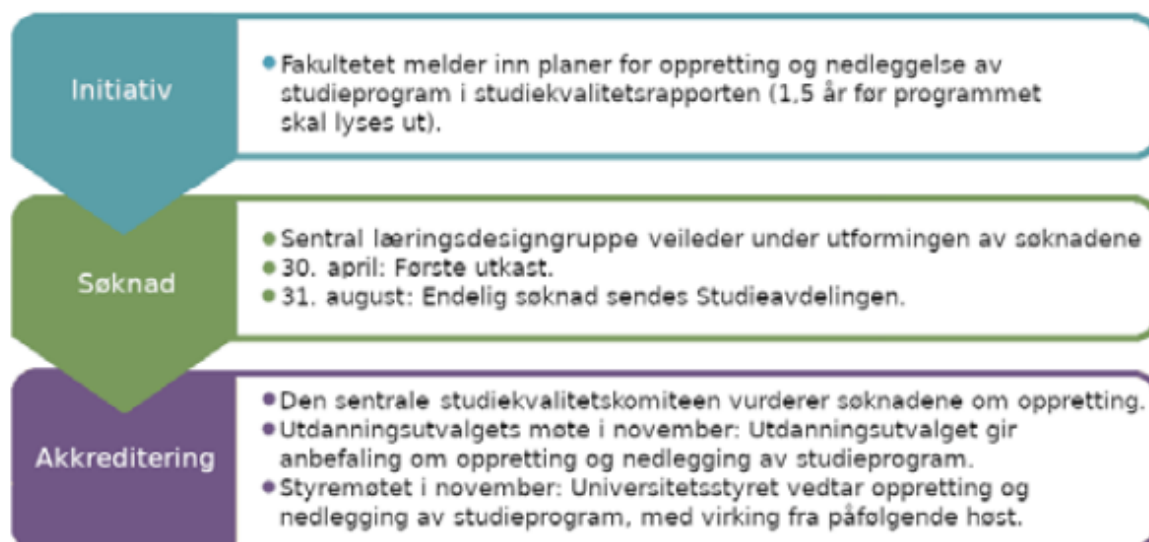 Initiativ
Fakultetet melder inn planer for oppretting og nedleggelse av
studieprogram i studiekvalitetsrapporten (1,5 år før programmet
skal lyses ut).
Søknad
Sentral læringsdesigngruppe veileder under utformingen av søknadene
30. april: Første utkast.
31. august: Endelig søknad sendes Studieavdelingen.
Akkreditering
Den sentrale studiekvalitetskomiteen vurderer søknadene om oppretting.
Utdanningsutvalgets møte i november: Utdanningsutvalget gir
anbefaling om oppretting og nedlegging av studieprogram.
Styremøtet i november: Universitetsstyret vedtar oppretting og
nedlegging av studieprogram, med virking fra påfølgende høst.